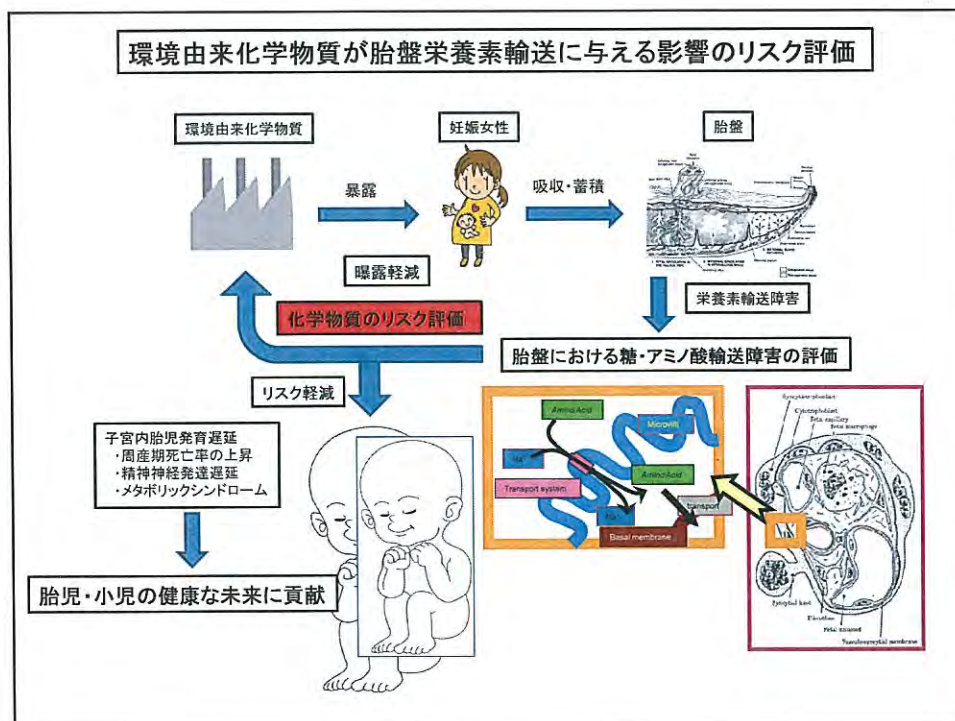 環境由来化学物質が胎盤栄養素輸送に与える影響のリスク評価
環境由来化学物質
妊娠女性
胎盤
暴露
吸収・蓄積
曝露軽減
栄養素輸送障害
化学物質のリスク評価
胎盤における糖・アミノ酸輸送障害の評価
リスク軽減
子宮内胎児発育遅延
・周産期死亡率の上昇
・精神神経発達遅延
・メタボリックシンドローム
胎児・小児の健康な未来に貢献
Amino Acid
Microvilli
Na+
Amino Acid
Transport system
transport
Na+
Basal membrane
Cytotrophoblast
Fetal capillary
Fetal macrophage
Syncytial knot
Fibroblast